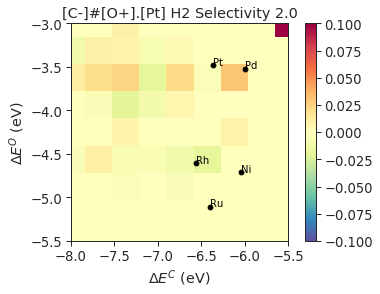 [C-]#[O+].[Pt] H2 Selectivity 2.0
ΔE^O (eV)
−3.0
−3.5
−4.0
−4.5
−5.0
−5.5
Pt
Pd
Rh
Ni
Ru
−8.0 −7.5 −7.0 −6.5 −6.0 −5.5
ΔE^C (eV)
0.100
0.075
0.050
0.025
0.000
−0.025
−0.050
−0.075
−0.100